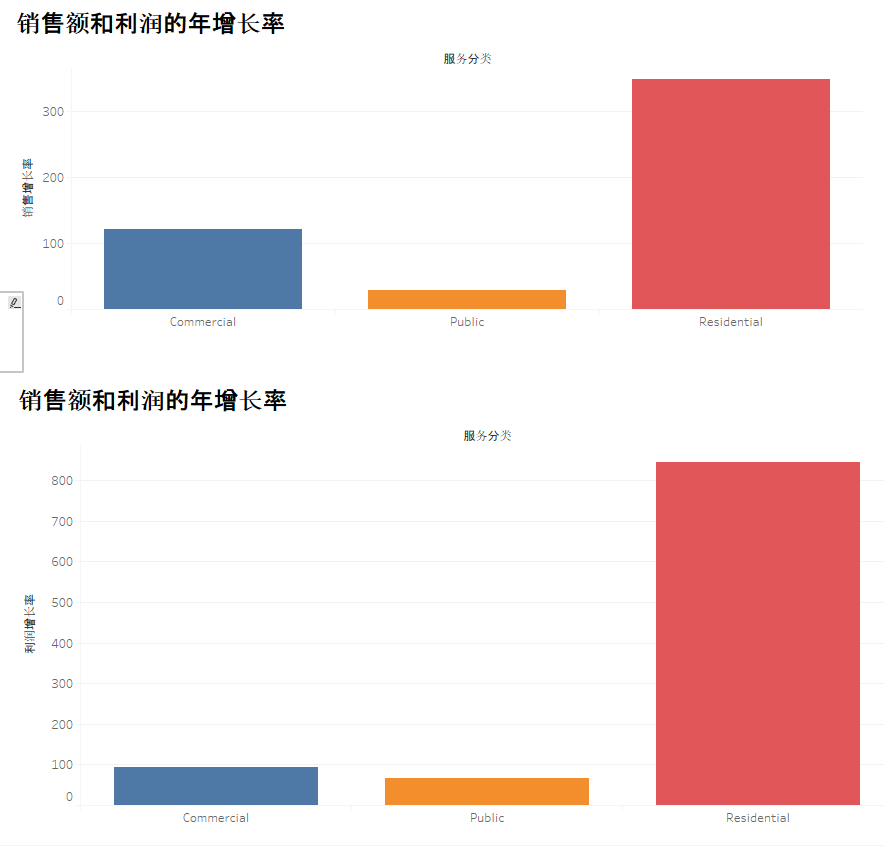 销售额和利润的年增长率
服务分类
300
200
100
0
销售增长率
Commercial
Public
Residential
销售额和利润的年增长率
服务分类
800
700
600
500
400
300
200
100
0
利润增长率
Commercial
Public
Residential